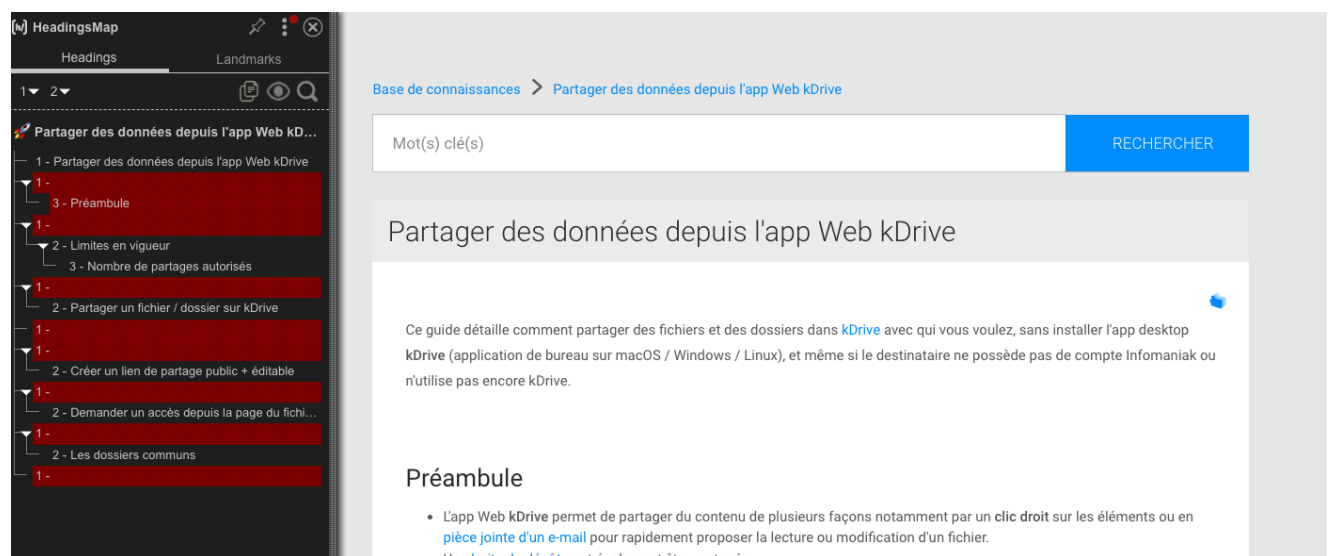 HeadingsMap
Headings
Landmarks
1 2
Partager des données depuis l'app Web kD...
1 - Partager des données depuis l'app Web kDrive
1 -
3 - Préambule
1 -
2 - Limites en vigueur
3 - Nombre de partages autorisés
1 -
2 - Partager un fichier / dossier sur kDrive
1 -
1 -
2 - Créer un lien de partage public + éditable
1 -
2 - Demander un accès depuis la page du fichi...
1 -
2 - Les dossiers communs
1 -
Base de connaissances > Partager des données depuis l'app Web kDrive
Mot(s) clé(s)
RECHERCHER
Partager des données depuis l'app Web kDrive
Ce guide détaille comment partager des fichiers et des dossiers dans kDrive avec qui vous voulez, sans installer l'app desktop
kDrive (application de bureau sur macOS / Windows / Linux), et même si le destinataire ne possède pas de compte Infomaniak ou
n'utilise pas encore kDrive.
Préambule
• L'app Web kDrive permet de partager du contenu de plusieurs façons notamment par un clic droit sur les éléments ou en
pièce jointe d'un e-mail pour rapidement proposer la lecture ou modification d'un fichier.